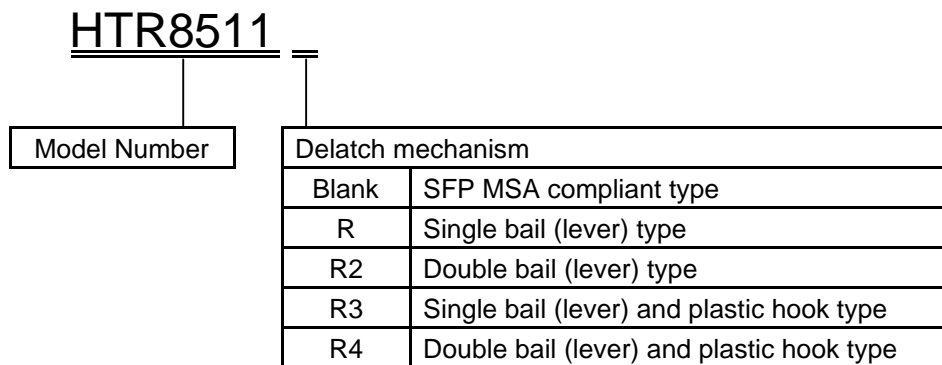 HTR8511 _
Model Number
Delatch mechanism
Blank SFP MSA compliant type
R Single bail (lever) type
R2 Double bail (lever) type
R3 Single bail (lever) and plastic hook type
R4 Double bail (lever) and plastic hook type